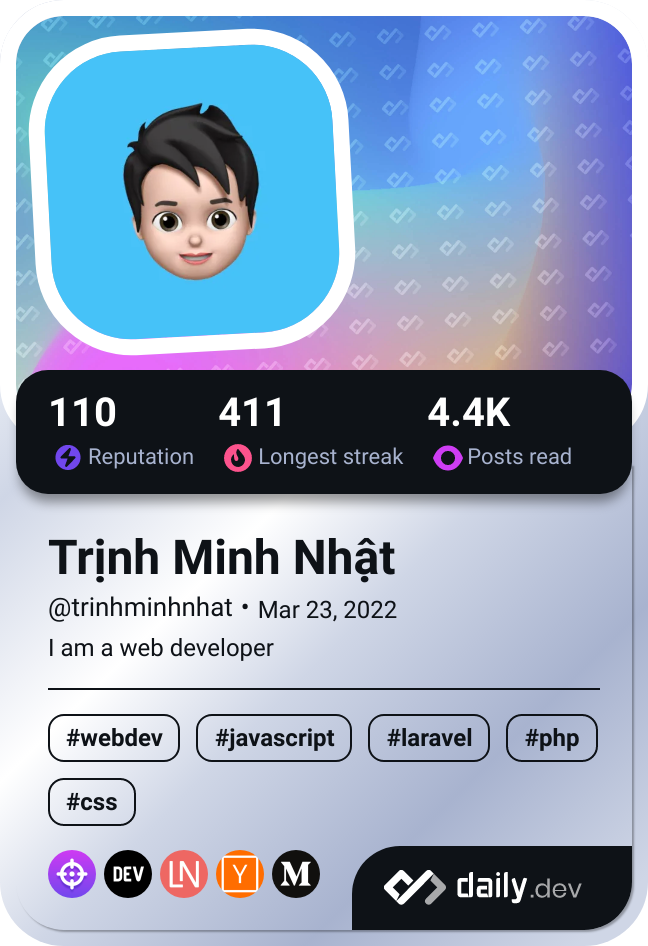 110 411 4.4K
Reputation Longest streak Posts read
Trịnh Minh Nhật
@trinhminhnhat • Mar 23, 2022
I am a web developer
#webdev #javascript #laravel #php
#css
DEV LN Y M
daily.dev